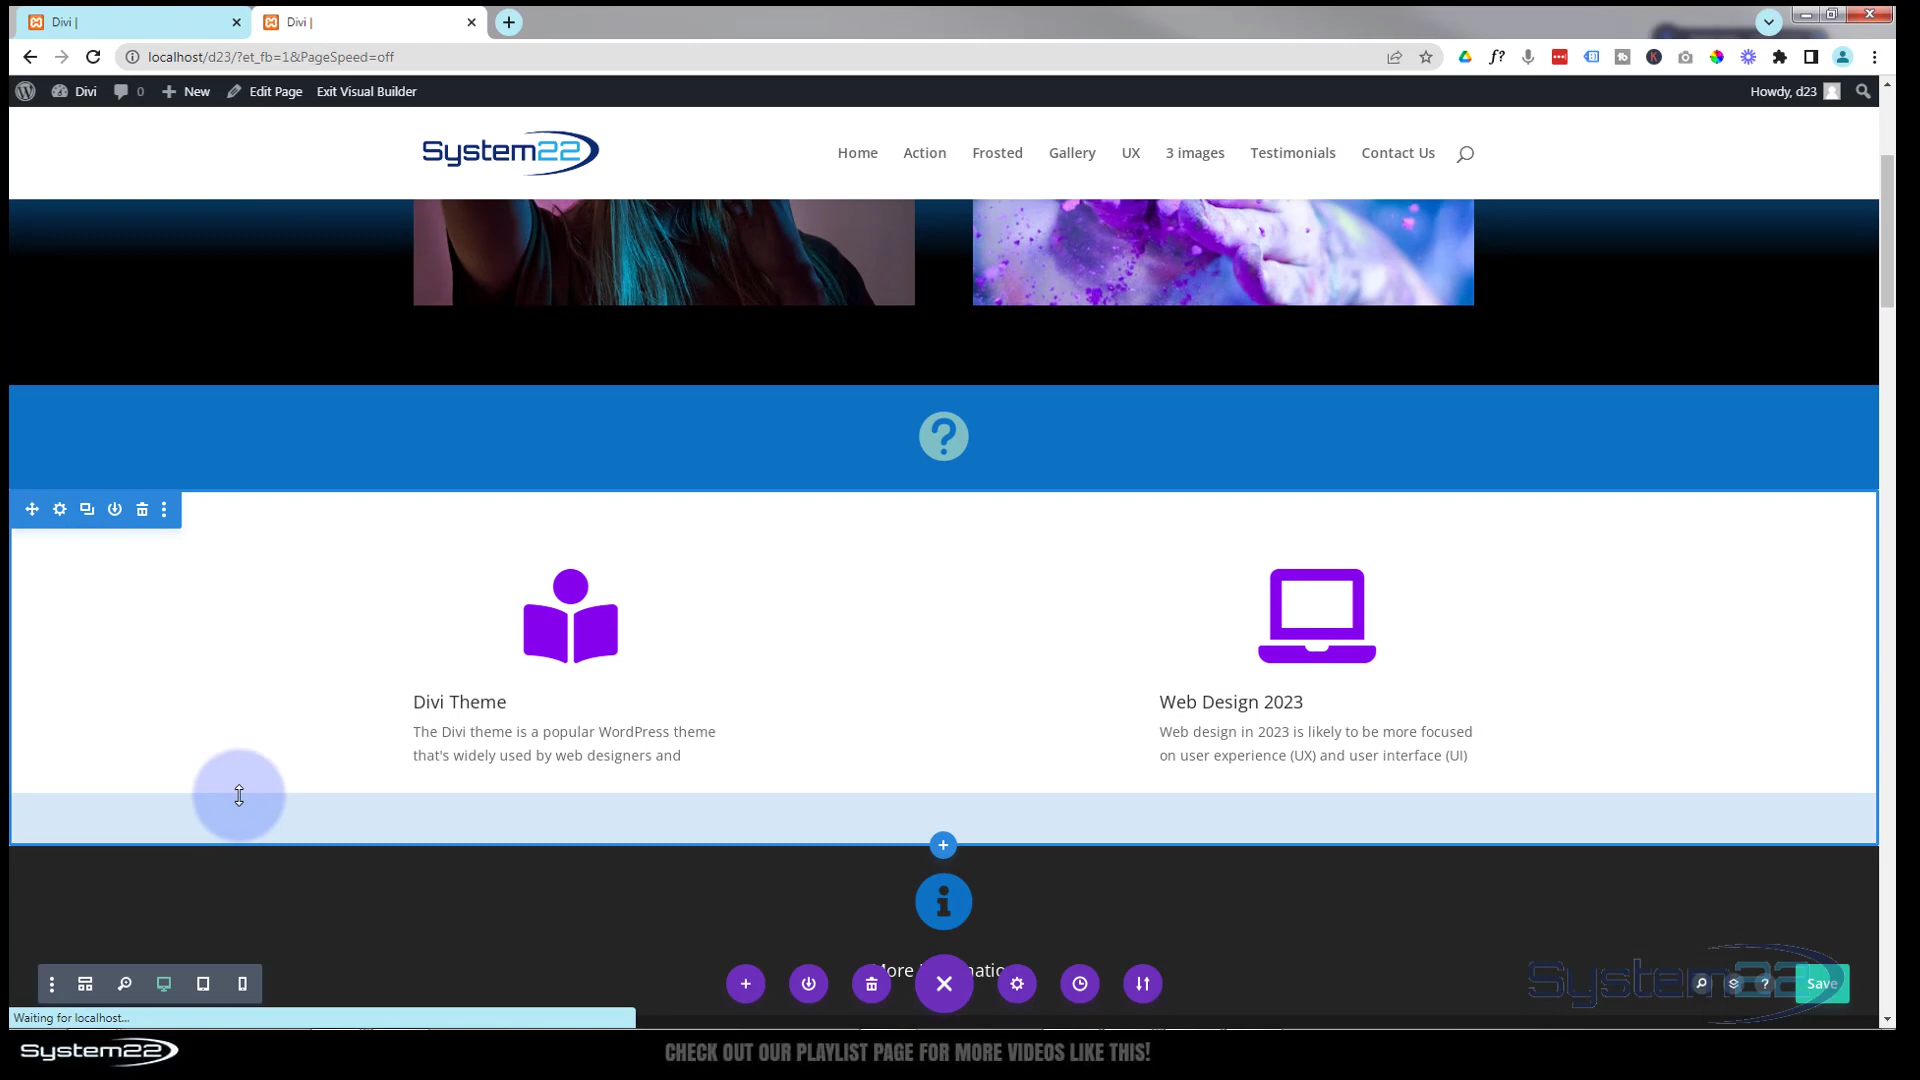 Divi |
Divi |
localhost/d23/?et_fb=1&PageSpeed=off
Divi
0
New
Edit Page
Exit Visual Builder
Howdy, d23
System22
Home
Action
Frosted
Gallery
UX
3 images
Testimonials
Contact Us
Divi Theme
The Divi theme is a popular WordPress theme
that's widely used by web designers and
Web Design 2023
Web design in 2023 is likely to be more focused
on user experience (UX) and user interface (UI)
More
System22
Save
Waiting for localhost...
System22
CHECK OUT OUR PLAYLIST PAGE FOR MORE VIDEOS LIKE THIS!